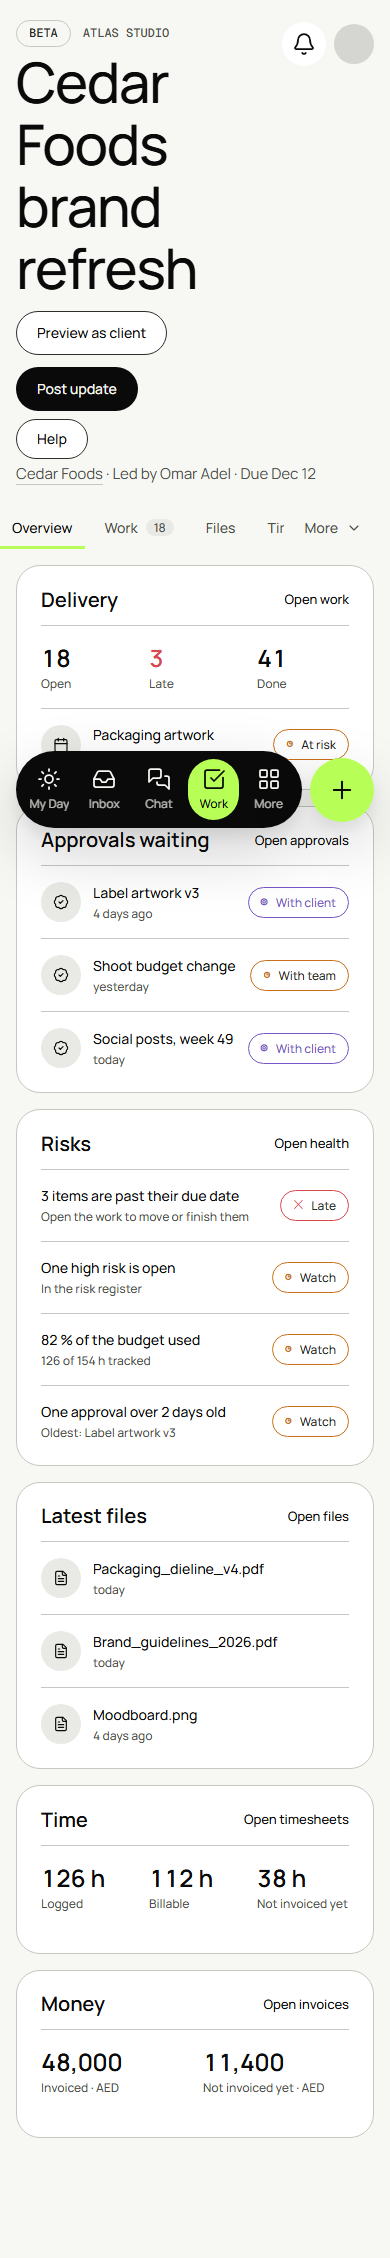 BETA ATLAS STUDIO
Cedar
Foods
brand
refresh
Preview as client
Post update
Help
Cedar Foods · Led by Omar Adel · Due Dec 12
Overview Work 18 Files Tir More
Delivery Open work
18 3 41
Open Late Done
Packaging artwork At risk
My Day Inbox Chat Work More
Approvals waiting Open approvals
Label artwork v3 With client
4 days ago
Shoot budget change With team
yesterday
Social posts, week 49 With client
today
Risks Open health
3 items are past their due date Late
Open the work to move or finish them
One high risk is open Watch
In the risk register
82 % of the budget used Watch
126 of 154 h tracked
One approval over 2 days old Watch
Oldest: Label artwork v3
Latest files Open files
Packaging_dieline_v4.pdf
today
Brand_guidelines_2026.pdf
today
Moodboard.png
4 days ago
Time Open timesheets
126 h 112 h 38 h
Logged Billable Not invoiced yet
Money Open invoices
48,000 11,400
Invoiced · AED Not invoiced yet · AED